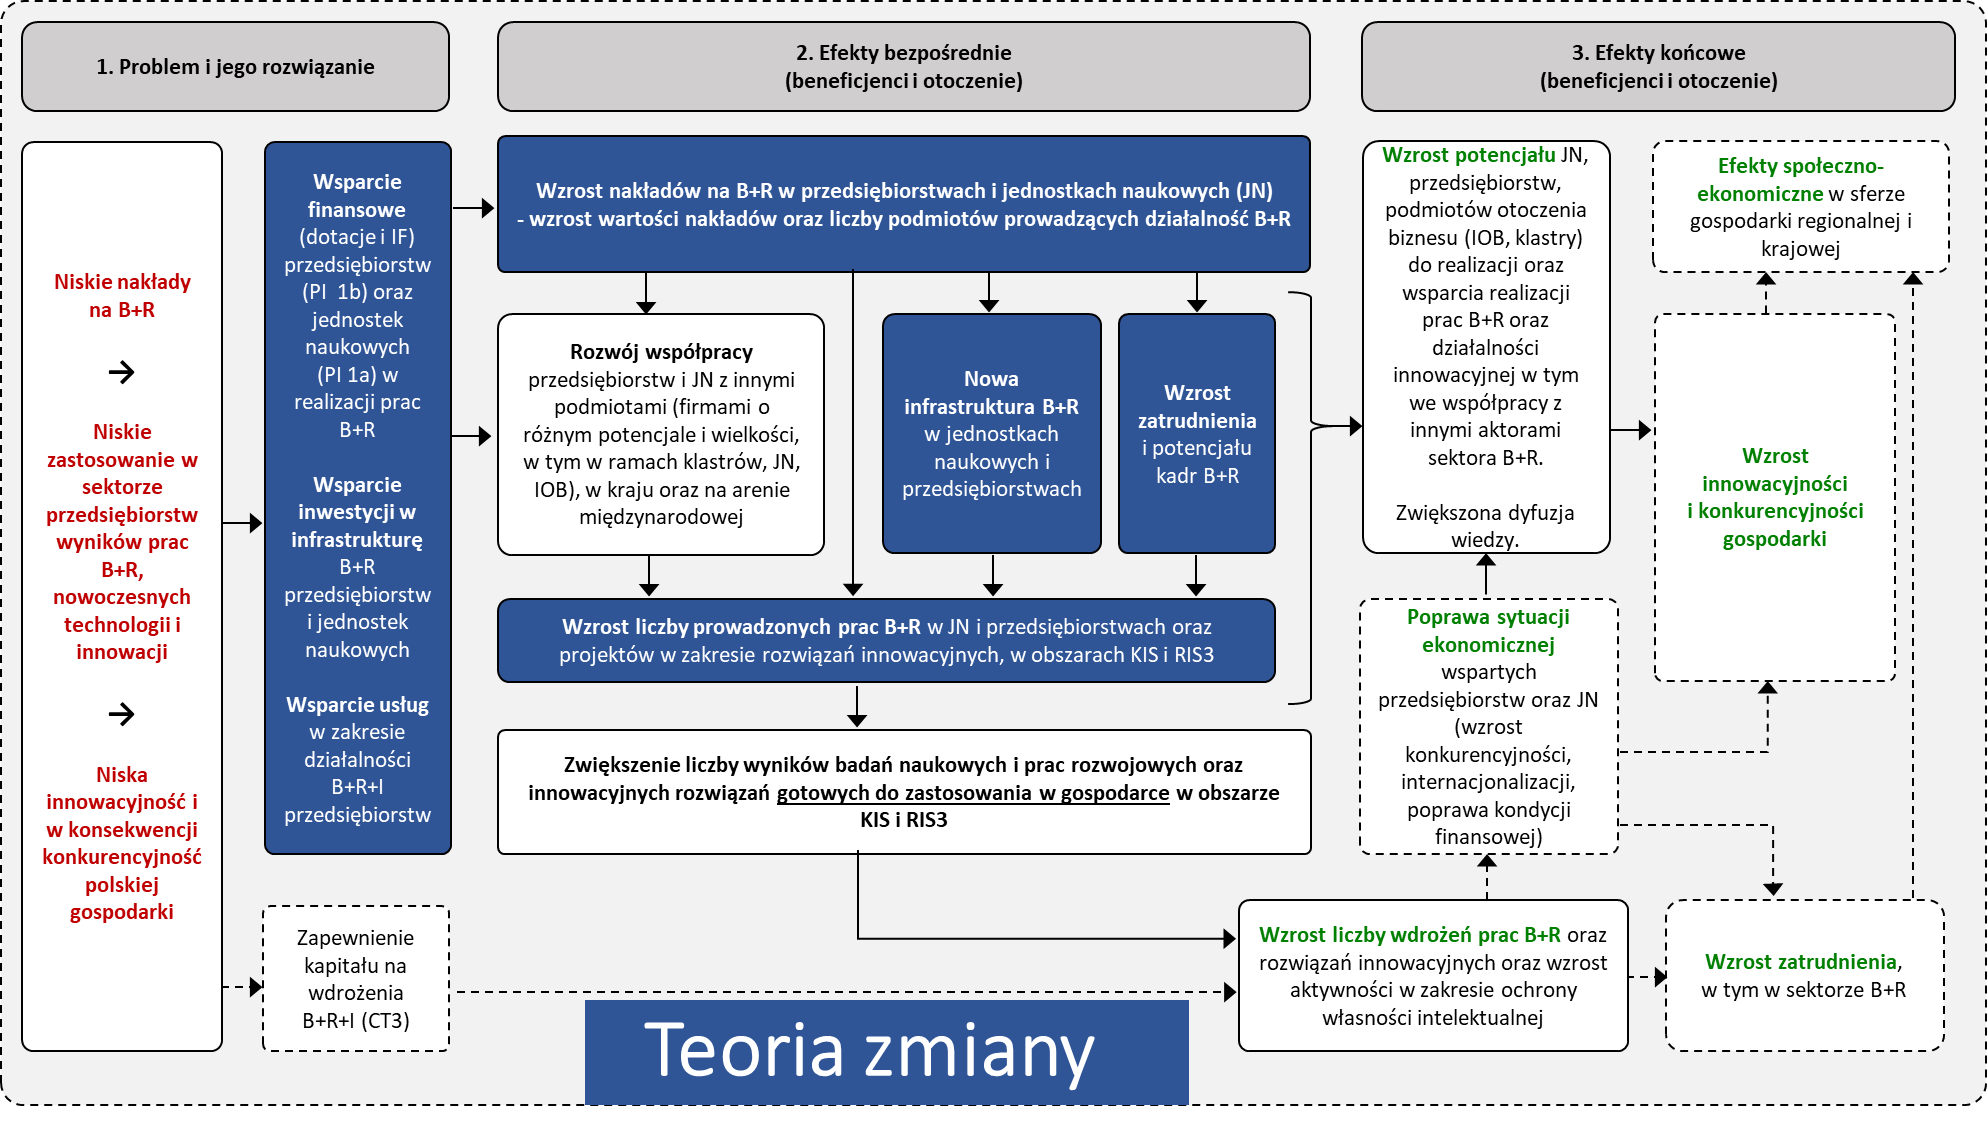 1. Problem i jego rozwiązanie
2. Efekty bezpośrednie
(beneficjenci i otoczenie)
3. Efekty końcowe
(beneficjenci i otoczenie)
Niskie nakłady
na B+R
→
Niskie
zastosowanie w
sektorze
przedsiębiorstw
wyników prac
B+R,
nowoczesnych
technologii i
innowacji
→
Niska
innowacyjność i
w konsekwencji
konkurencyjność
polskiej
gospodarki
Wsparcie
finansowe
(dotacje i IF)
przedsiębiorstw
(PI 1b) oraz
jednostek
naukowych
(PI 1a) w
realizacji prac
B+R
Wsparcie
inwestycji w
infrastrukturę
B+R
przedsiębiorstw
i jednostek
naukowych
Wsparcie usług
w zakresie
działalności
B+R+I
przedsiębiorstw
Zapewnienie
kapitału na
wdrożenia
B+R+I (CT3)
Wzrost nakładów na B+R w przedsiębiorstwach i jednostkach naukowych (JN)
- wzrost wartości nakładów oraz liczby podmiotów prowadzących działalność B+R
Rozwój współpracy
przedsiębiorstw i JN z innymi
podmiotami (firmami o
różnym potencjale i wielkości,
w tym w ramach klastrów, JN,
IOB), w kraju oraz na arenie
międzynarodowej
Nowa
infrastruktura B+R
w jednostkach
naukowych i
przedsiębiorstwach
Wzrost
zatrudnienia
i potencjału
kadr B+R
Wzrost liczby prowadzonych prac B+R w JN i przedsiębiorstwach oraz
projektów w zakresie rozwiązań innowacyjnych, w obszarach KIS i RIS3
Zwiększenie liczby wyników badań naukowych i prac rozwojowych oraz
innowacyjnych rozwiązań gotowych do zastosowania w gospodarce w obszarze
KIS i RIS3
Wzrost potencjału JN,
przedsiębiorstw,
podmiotów otoczenia
biznesu (IOB, klastry)
do realizacji oraz
wsparcia realizacji
prac B+R oraz
działalności
innowacyjnej w tym
we współpracy z
innymi aktorami
sektora B+R.
Zwiększona dyfuzja
wiedzy.
Efekty społeczno-
ekonomiczne w sferze
gospodarki regionalnej i
krajowej
Wzrost
innowacyjności
i konkurencyjności
gospodarki
Poprawa sytuacji
ekonomicznej
wspartych
przedsiębiorstw oraz JN
(wzrost
konkurencyjności,
internacjonalizacji,
poprawa kondycji
finansowej)
Wzrost liczby wdrożeń prac B+R oraz
rozwiązań innowacyjnych oraz wzrost
aktywności w zakresie ochrony
własności intelektualnej
Wzrost zatrudnienia,
w tym w sektorze B+R
Teoria zmiany